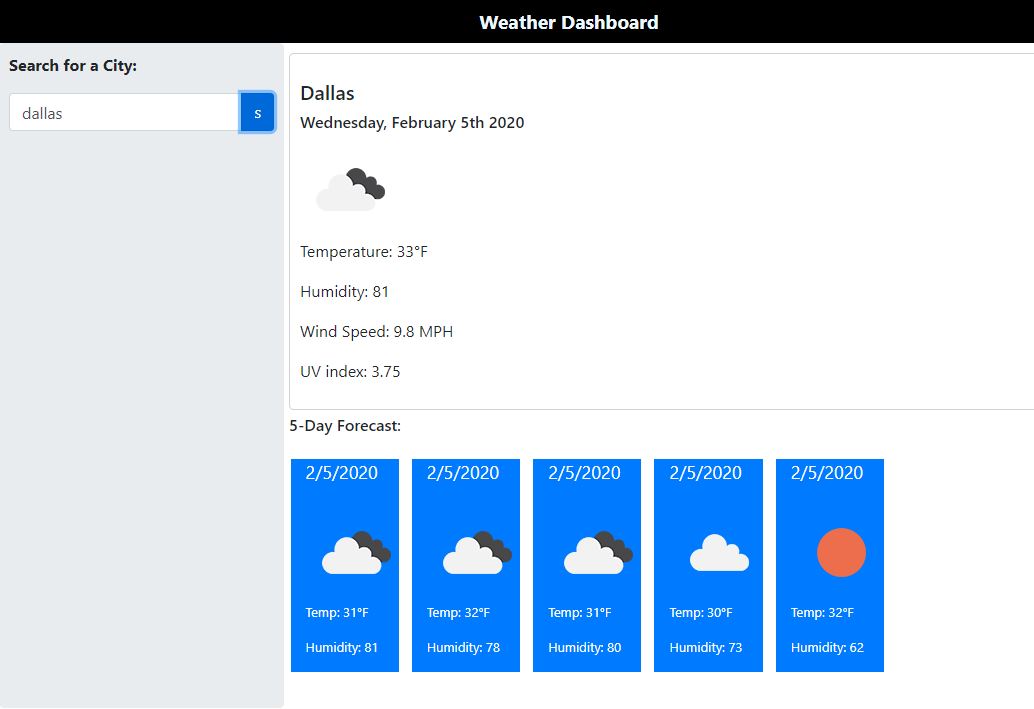 Weather Dashboard
Search for a City:
dallas
s
Dallas
Wednesday, February 5th 2020
Temperature: 33°F
Humidity: 81
Wind Speed: 9.8 MPH
UV index: 3.75
5-Day Forecast:
2/5/2020
Temp: 31°F
Humidity: 81
2/5/2020
Temp: 32°F
Humidity: 78
2/5/2020
Temp: 31°F
Humidity: 80
2/5/2020
Temp: 30°F
Humidity: 73
2/5/2020
Temp: 32°F
Humidity: 62